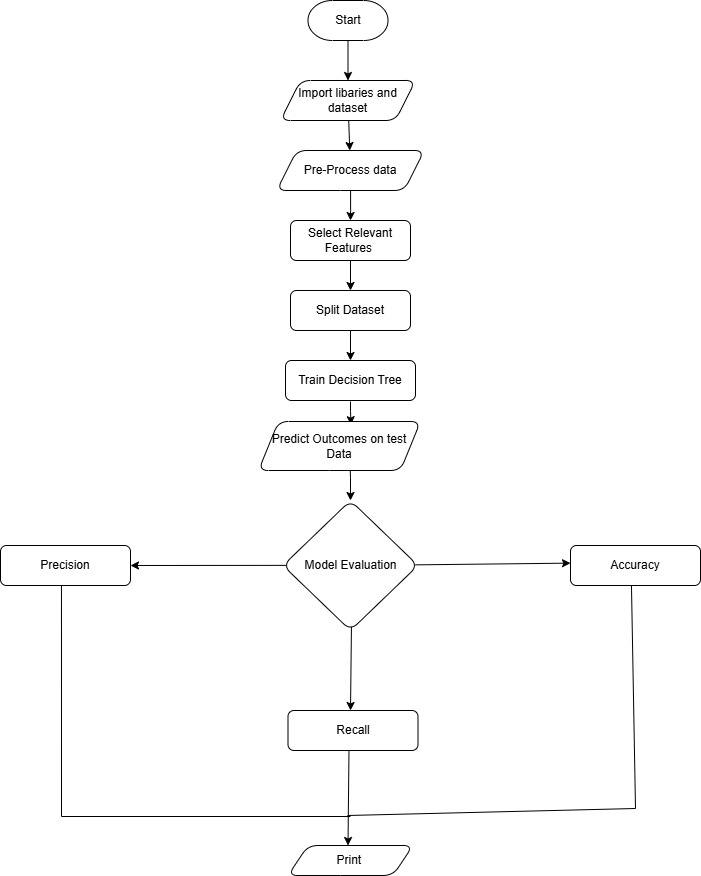 Start
Import libaries and
dataset
Pre-Process data
Select Relevant
Features
Split Dataset
Train Decision Tree
Predict Outcomes on test
Data
Precision
Model Evaluation
Accuracy
Recall
Print